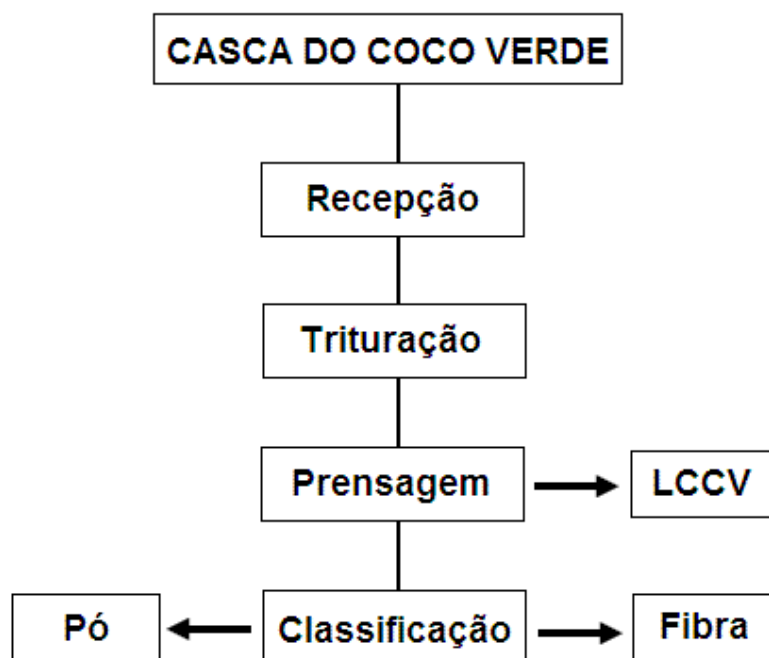 CASCA DO COCO VERDE
Recepção
Trituração
Prensagem
LCCV
Pó
Classificação
Fibra